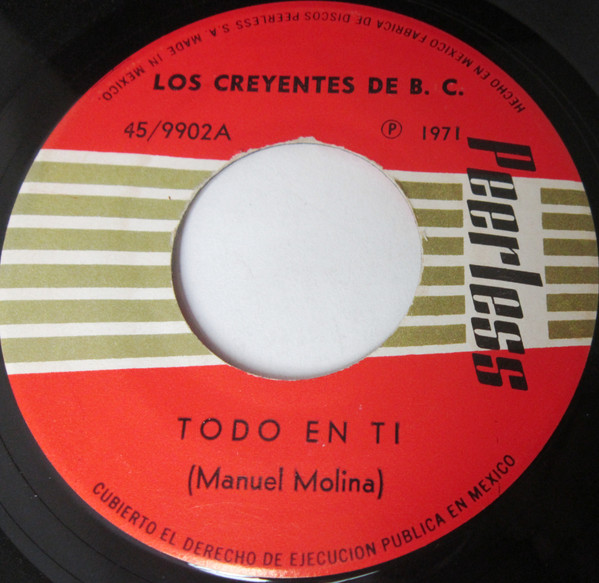 HECHO EN MEXICO FABRICA DE DISCOS PEERLESS S.A. MADE IN MEXICO.
LOS CREYENTES DE B. C.
45/9902A
Ⓟ 1971
Peerless
TODO EN TI
(Manuel Molina)
CUBIERTO EL DERECHO DE EJECUCION PUBLICA EN MEXICO